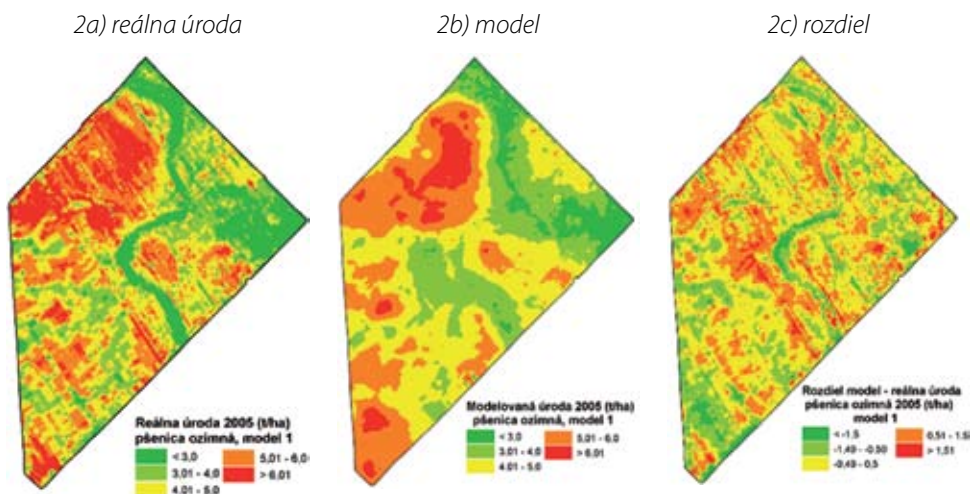 2a) reálna úroda
2b) model
2c) rozdiel
Reálna úroda 2005 (t/ha)
pšenica ozimná, model 1
< 3,0
3,01 - 4,0
4.01 - 5.0
5,01 - 6,0
> 6,01
Modelovaná úroda 2005 (t/ha)
pšenica ozimná, model 1
< 3,0
3,01 - 4,0
4.01 - 5.0
5,01 - 6,0
> 6,01
Rozdiel model - reálna úroda
pšenica ozimná 2005 (t/ha)
model 1
< -1.5
-1,49 - -0.50
-0,49 - 0.5
0,51 - 1.5
> 1,51